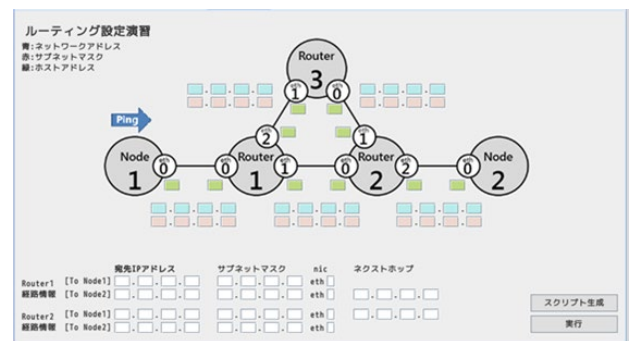 ルーティング設定演習
青:ネットワークアドレス
赤:サブネットマスク
緑:ホストアドレス
Router
3
eth 1
eth 0
Ping
eth 2
eth 1
Node
1
eth 0
eth 0
Router
1
eth 1
eth 0
Router
2
eth 2
eth 0
Node
2
宛先IPアドレス サブネットマスク nic ネクストホップ
Router1 [To Node1] . . . . . . eth
経路情報 [To Node2] . . . . . . eth . . .
Router2 [To Node1] . . . . . . eth . . .
経路情報 [To Node2] . . . . . . eth
スクリプト生成
実行